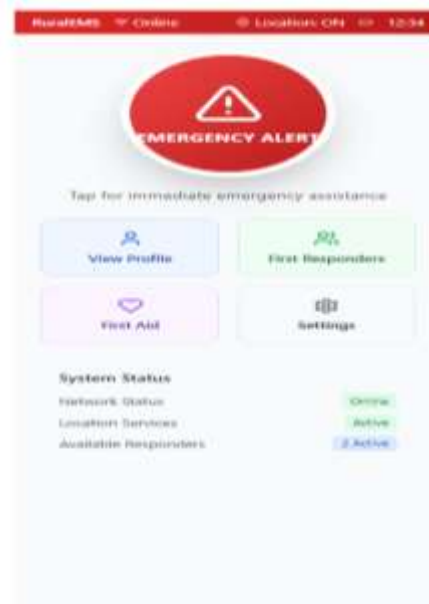 RuralEMS Online Location: ON 12:34
EMERGENCY ALERT
Tap for immediate emergency assistance
View Profile First Responders
First Aid Settings
System Status
Network Status Online
Location Services Active
Available Responders 2 Active